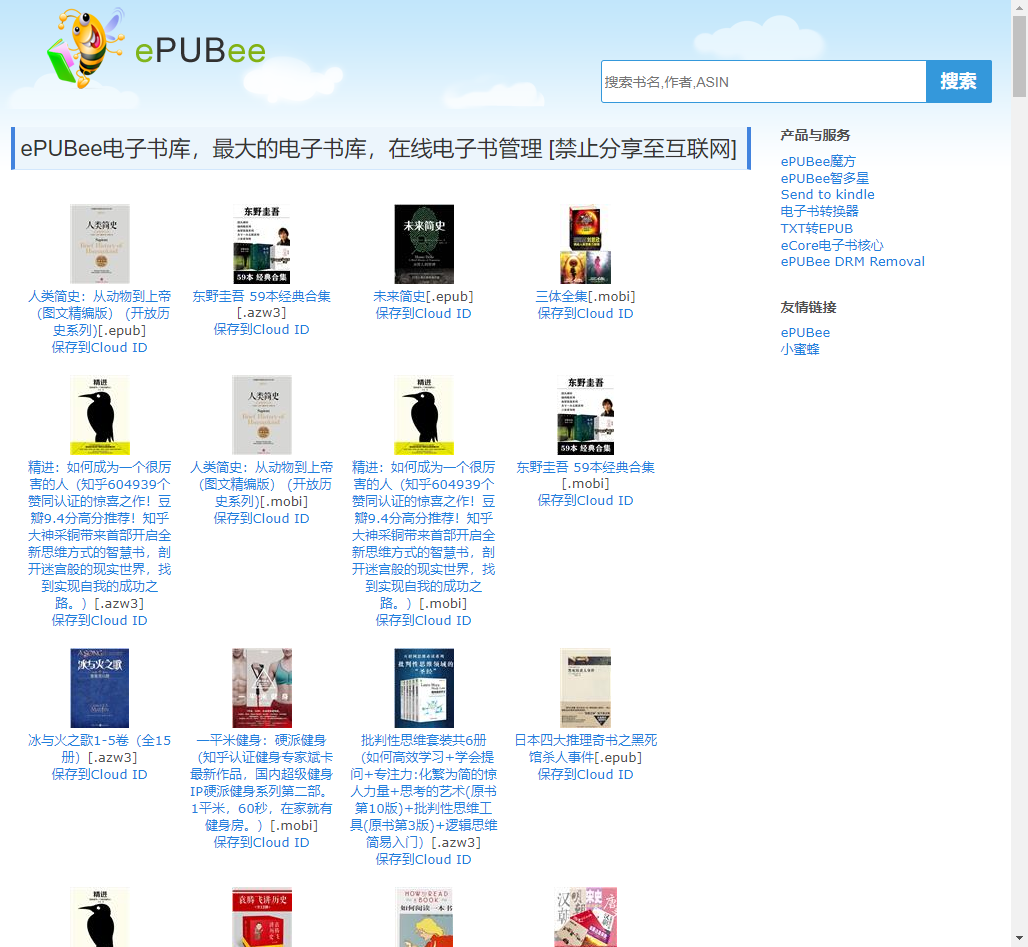 ePUBee
搜索书名,作者,ASIN
搜索
ePUBee电子书库，最大的电子书库，在线电子书管理 [禁止分享至互联网]
产品与服务
ePUBee魔方
ePUBee智多星
Send to kindle
电子书转换器
TXT转EPUB
eCore电子书核心
ePUBee DRM Removal
友情链接
ePUBee
小蜜蜂
人类简史
东野圭吾
59本 经典合集
未来简史
人类简史：从动物到上帝
（图文精编版）（开放历
史系列)[.epub]
保存到Cloud ID
东野圭吾 59本经典合集
[.azw3]
保存到Cloud ID
未来简史[.epub]
保存到Cloud ID
三体全集[.mobi]
保存到Cloud ID
精进
人类简史
精进
东野圭吾
59本 经典合集
精进：如何成为一个很厉
害的人（知乎604939个
赞同认证的惊喜之作！豆
瓣9.4分高分推荐！知乎
大神采铜带来首部开启全
新思维方式的智慧书，剖
开迷宫般的现实世界，找
到实现自我的成功之
路。）[.azw3]
保存到Cloud ID
人类简史：从动物到上帝
（图文精编版）（开放历
史系列)[.mobi]
保存到Cloud ID
精进：如何成为一个很厉
害的人（知乎604939个
赞同认证的惊喜之作！豆
瓣9.4分高分推荐！知乎
大神采铜带来首部开启全
新思维方式的智慧书，剖
开迷宫般的现实世界，找
到实现自我的成功之
路。）[.mobi]
保存到Cloud ID
东野圭吾 59本经典合集
[.mobi]
保存到Cloud ID
冰与火之歌
一平米健身
批判性思维领域的
“圣经”
冰与火之歌1-5卷（全15
册）[.azw3]
保存到Cloud ID
一平米健身：硬派健身
（知乎认证健身专家斌卡
最新作品，国内超级健身
IP硬派健身系列第二部。
1平米，60秒，在家就有
健身房。）[.mobi]
保存到Cloud ID
批判性思维套装共6册
（如何高效学习+学会提
问+专注力:化繁为简的惊
人力量+思考的艺术(原书
第10版)+批判性思维工
具(原书第3版)+逻辑思维
简易入门）[.azw3]
保存到Cloud ID
日本四大推理奇书之黑死
馆杀人事件[.epub]
保存到Cloud ID
精进
袁腾飞讲历史
HOW TO READ
A BOOK
如何阅读一本书